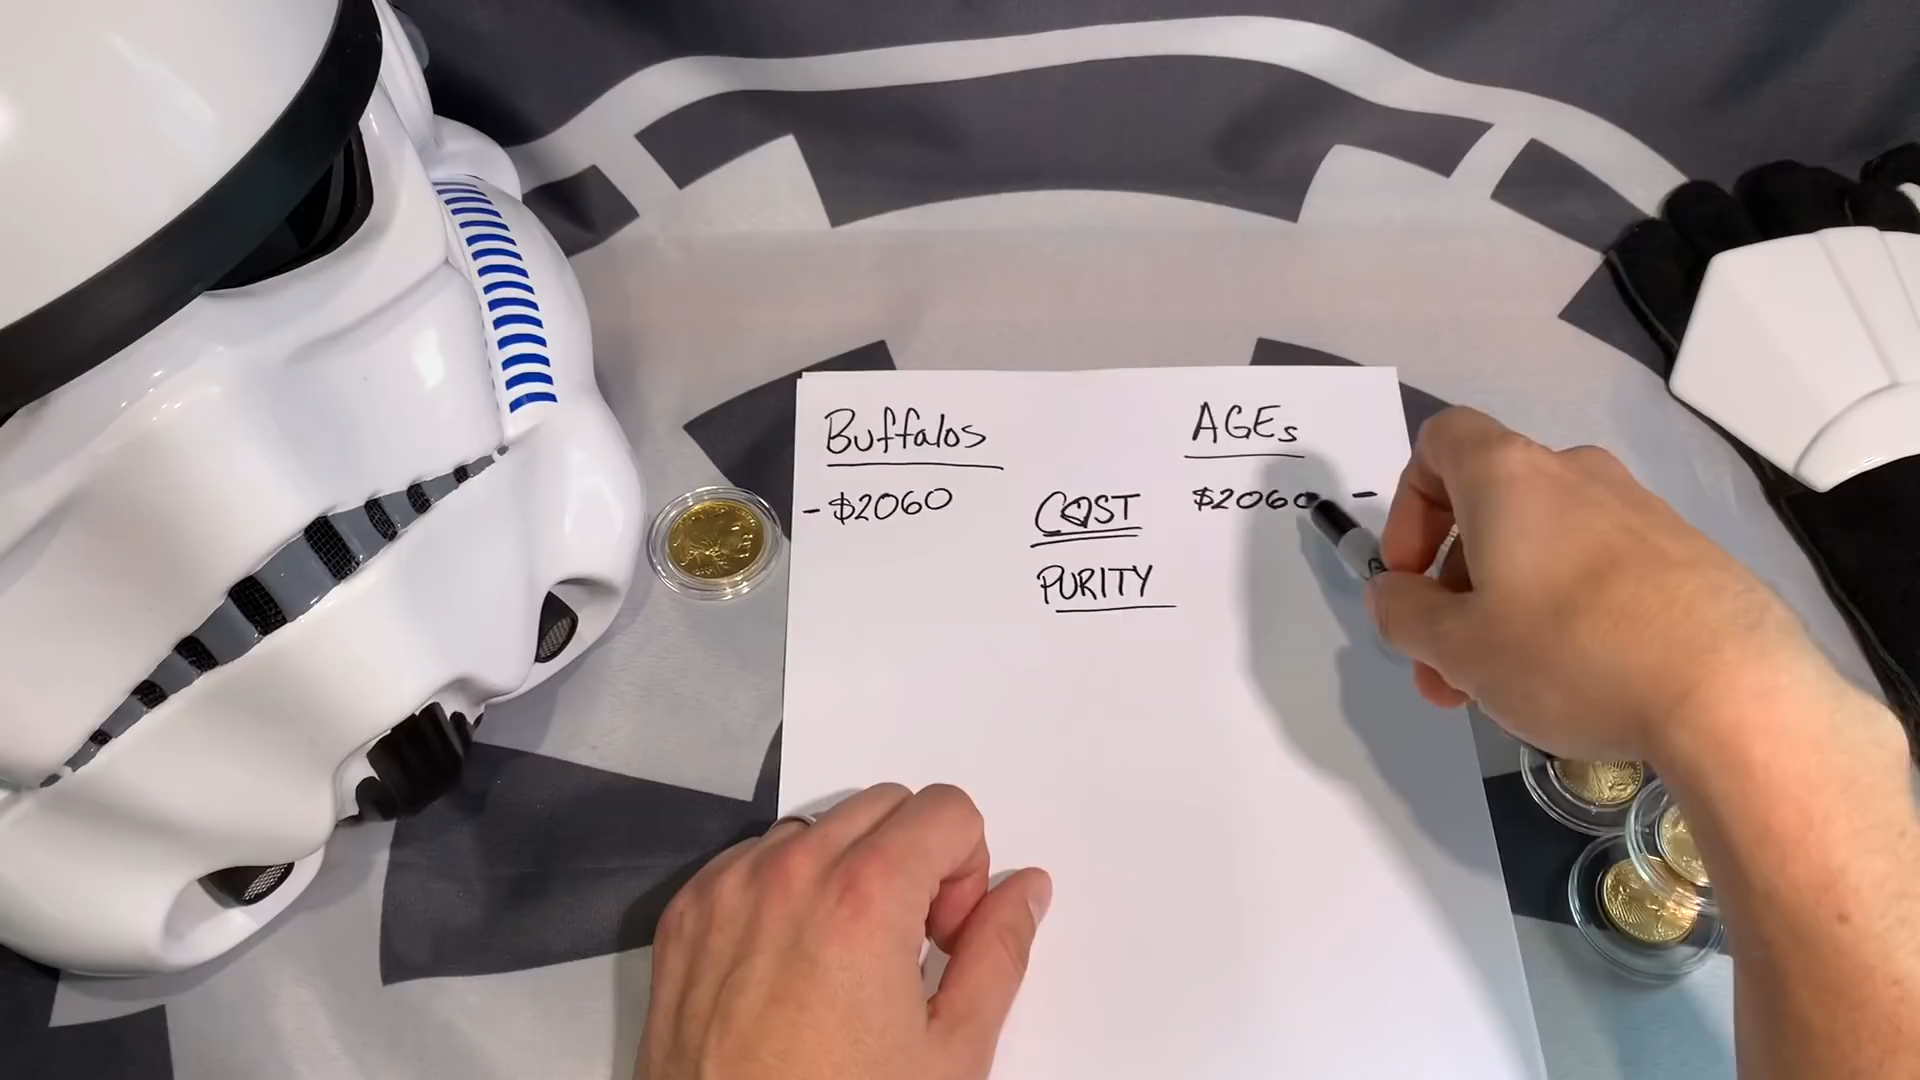 Buffalos
AGEs
- $2060
COST
$2060 -
PURITY